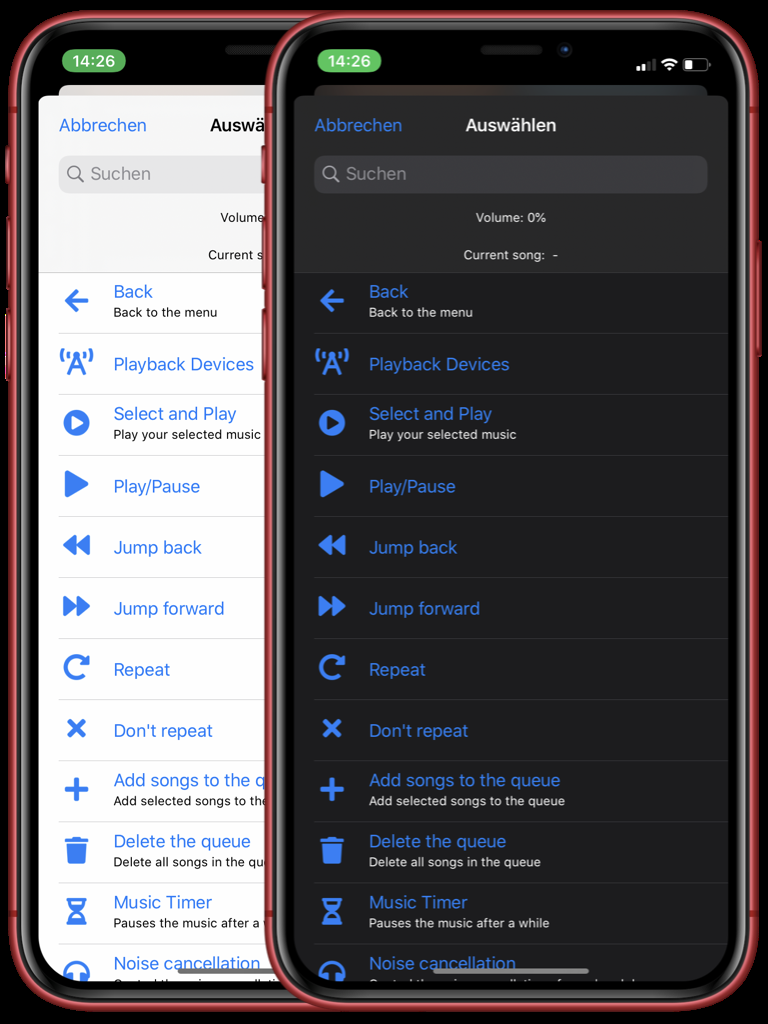 14:26
Abbrechen
Auswä
Suchen
Volume
Current s
Back
Back to the menu
Playback Devices
Select and Play
Play your selected music
Play/Pause
Jump back
Jump forward
Repeat
Don't repeat
Add songs to the q
Add selected songs to the
Delete the queue
Delete all songs in the qu
Music Timer
Pauses the music after a w
Noise cancellation
14:26
Abbrechen
Auswählen
Suchen
Volume: 0%
Current song: -
Back
Back to the menu
Playback Devices
Select and Play
Play your selected music
Play/Pause
Jump back
Jump forward
Repeat
Don't repeat
Add songs to the queue
Add selected songs to the queue
Delete the queue
Delete all songs in the queue
Music Timer
Pauses the music after a while
Noise cancellation